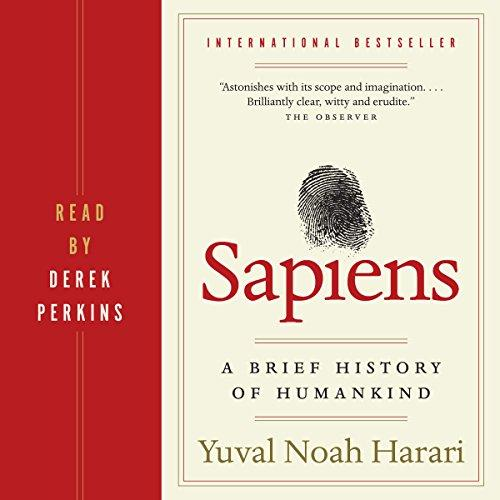 READ
BY
DEREK
PERKINS
INTERNATIONAL BESTSELLER
“Astonishes with its scope and imagination. . . .
Brilliantly clear, witty and erudite.”
THE OBSERVER
Sapiens
A BRIEF HISTORY
OF HUMANKIND
Yuval Noah Harari